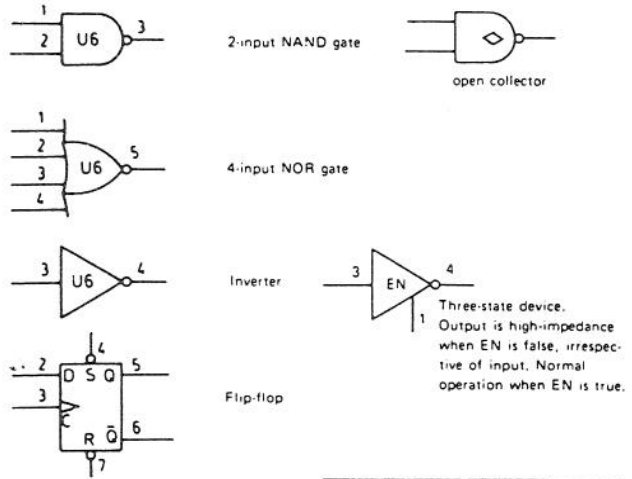 1
2
U6
3
2-input NAND gate
open collector
1
2
3
4
U6
5
4-input NOR gate
3
U6
4
Inverter
3
EN
4
1
Three-state device.
Output is high-impedance
when EN is false, irrespec-
tive of input. Normal
operation when EN is true.
4
2
D S Q
5
3
C
R Q̅
6
7
Flip-flop